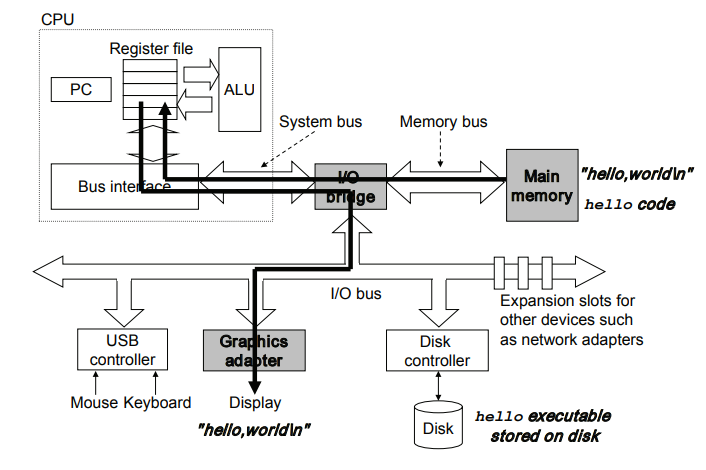 CPU
Register file
PC
ALU
System bus
Memory bus
Bus interface
I/O
bridge
Main
memory
"hello,world\n"
hello code
I/O bus
Expansion slots for
other devices such
as network adapters
USB
controller
Graphics
adapter
Disk
controller
Mouse Keyboard
Display
"hello,world\n"
Disk
hello executable
stored on disk